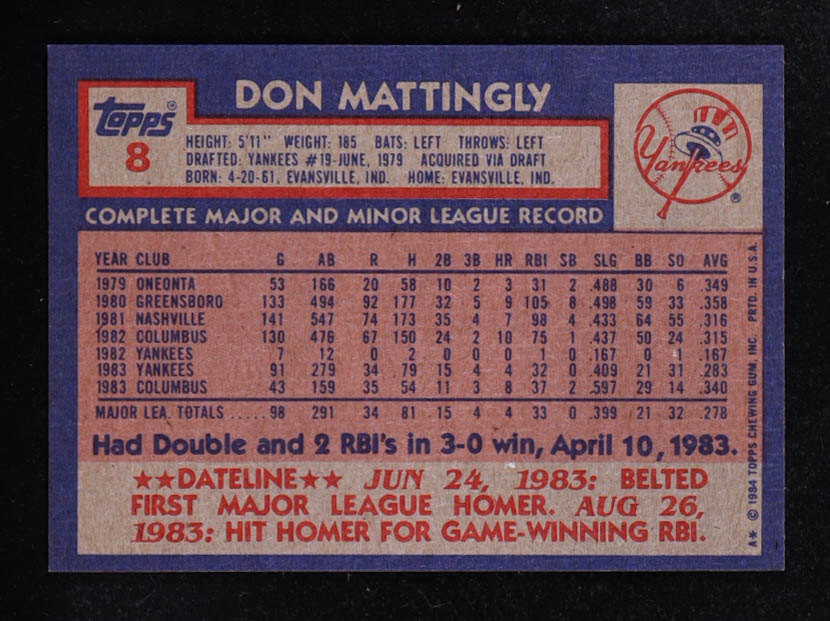 DON MATTINGLY
Topps®
8
HEIGHT: 5'11" WEIGHT: 185 BATS: LEFT THROWS: LEFT
DRAFTED: YANKEES #19-JUNE, 1979 ACQUIRED VIA DRAFT
BORN: 4-20-61, EVANSVILLE, IND. HOME: EVANSVILLE, IND.
Yankees®
COMPLETE MAJOR AND MINOR LEAGUE RECORD
YEAR CLUB G AB R H 2B 3B HR RBI SB SLG BB SO AVG
1979 ONEONTA 53 166 20 58 10 2 3 31 2 .488 30 6 .349
1980 GREENSBORO 133 494 92 177 32 5 9 105 8 .498 59 33 .358
1981 NASHVILLE 141 547 74 173 35 4 7 98 4 .433 64 55 .316
1982 COLUMBUS 130 476 67 150 24 2 10 75 1 .437 50 24 .315
1982 YANKEES 7 12 0 2 0 0 0 1 0 .167 0 1 .167
1983 YANKEES 91 279 34 .79 15 4 4 32 0 .409 21 31 .283
1983 COLUMBUS 43 159 35 54 11 3 8 37 2 .597 29 14 .340
MAJOR LEA. TOTALS ..... 98 291 34 81 15 4 4 33 0 .399 21 32 .278
Had Double and 2 RBI's in 3-0 win, April 10, 1983.
★★DATELINE★★ JUN 24, 1983: BELTED
FIRST MAJOR LEAGUE HOMER. AUG 26,
1983: HIT HOMER FOR GAME-WINNING RBI.
A* © 1984 TOPPS CHEWING GUM, INC. PRTD. IN U.S.A.